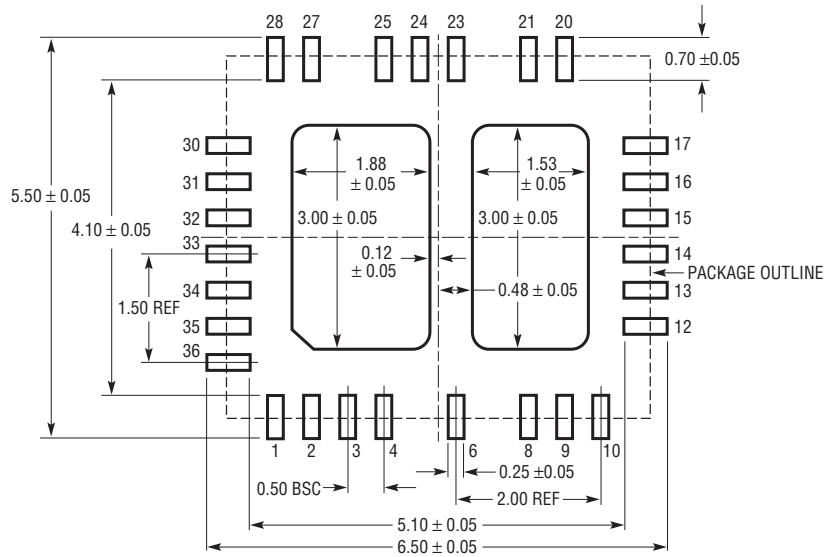 28 27 25 24 23 21 20
0.70 ±0.05
30
31
32
33
34
35
36
17
16
15
14
13
12
5.50 ± 0.05
4.10 ± 0.05
1.50 REF
1.88
± 0.05
3.00 ± 0.05
1.53
± 0.05
3.00 ± 0.05
0.12
± 0.05
0.48 ± 0.05
PACKAGE OUTLINE
1 2 3 4 6 8 9 10
0.50 BSC
0.25 ±0.05
2.00 REF
5.10 ± 0.05
6.50 ± 0.05